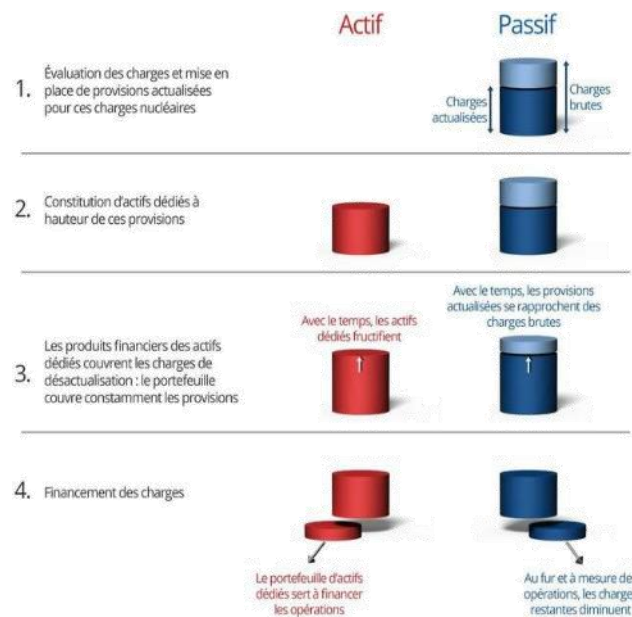 Actif
Passif
1.
Évaluation des charges et mise en
place de provisions actualisées
pour ces charges nucléaires
Charges
actualisées
Charges
brutes
2.
Constitution d'actifs dédiés à
hauteur de ces provisions
3.
Les produits financiers des actifs
dédiés couvrent les charges de
désactualisation : le portefeuille
couvre constamment les provisions
Avec le temps, les actifs
dédiés fructifient
Avec le temps, les provisions
actualisées se rapprochent des
charges brutes
4.
Financement des charges
Le portefeuille d'actifs
dédiés sert à financer
les opérations
Au fur et à mesure de
opérations, les charge
restantes diminuent